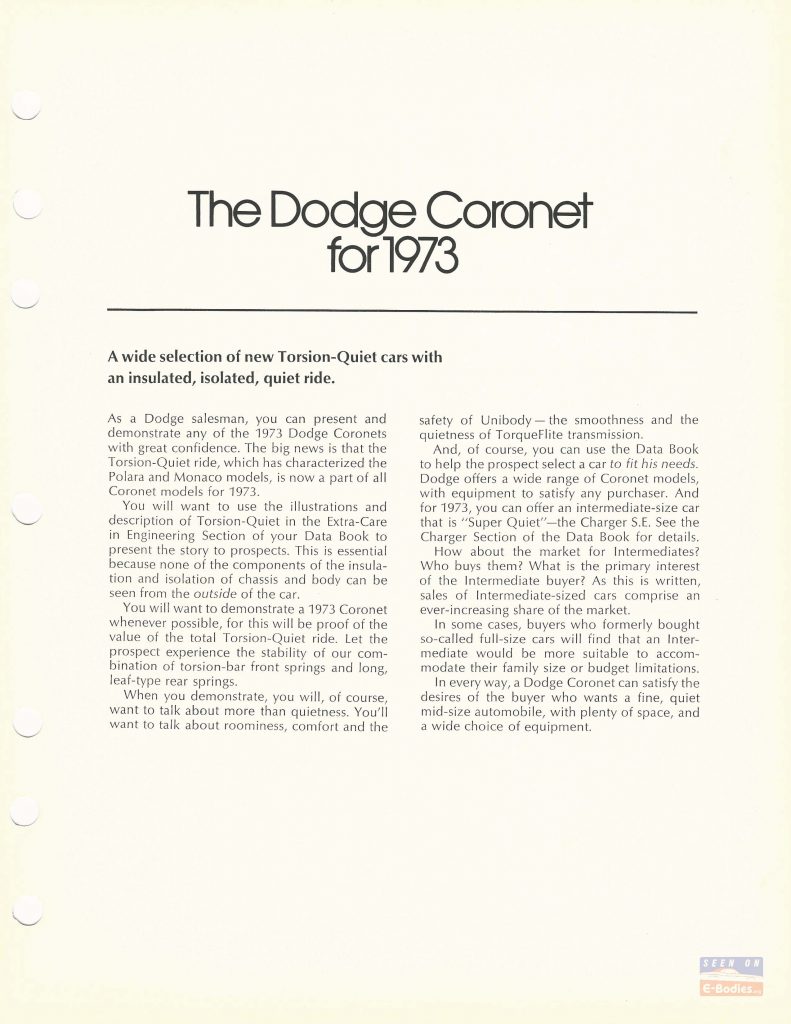 The Dodge Coronet
for 1973
A wide selection of new Torsion-Quiet cars with
an insulated, isolated, quiet ride.
As a Dodge salesman, you can present and
demonstrate any of the 1973 Dodge Coronets
with great confidence. The big news is that the
Torsion-Quiet ride, which has characterized the
Polara and Monaco models, is now a part of all
Coronet models for 1973.
You will want to use the illustrations and
description of Torsion-Quiet in the Extra-Care
in Engineering Section of your Data Book to
present the story to prospects. This is essential
because none of the components of the insula-
tion and isolation of chassis and body can be
seen from the outside of the car.
You will want to demonstrate a 1973 Coronet
whenever possible, for this will be proof of the
value of the total Torsion-Quiet ride. Let the
prospect experience the stability of our com-
bination of torsion-bar front springs and long,
leaf-type rear springs.
When you demonstrate, you will, of course,
want to talk about more than quietness. You'll
want to talk about roominess, comfort and the
safety of Unibody — the smoothness and the
quietness of TorqueFlite transmission.
And, of course, you can use the Data Book
to help the prospect select a car to fit his needs.
Dodge offers a wide range of Coronet models,
with equipment to satisfy any purchaser. And
for 1973, you can offer an intermediate-size car
that is "Super Quiet"—the Charger S.E. See the
Charger Section of the Data Book for details.
How about the market for Intermediates?
Who buys them? What is the primary interest
of the Intermediate buyer? As this is written,
sales of Intermediate-sized cars comprise an
ever-increasing share of the market.
In some cases, buyers who formerly bought
so-called full-size cars will find that an Inter-
mediate would be more suitable to accom-
modate their family size or budget limitations.
In every way, a Dodge Coronet can satisfy the
desires of the buyer who wants a fine, quiet
mid-size automobile, with plenty of space, and
a wide choice of equipment.
SEEN ON
E-Bodies